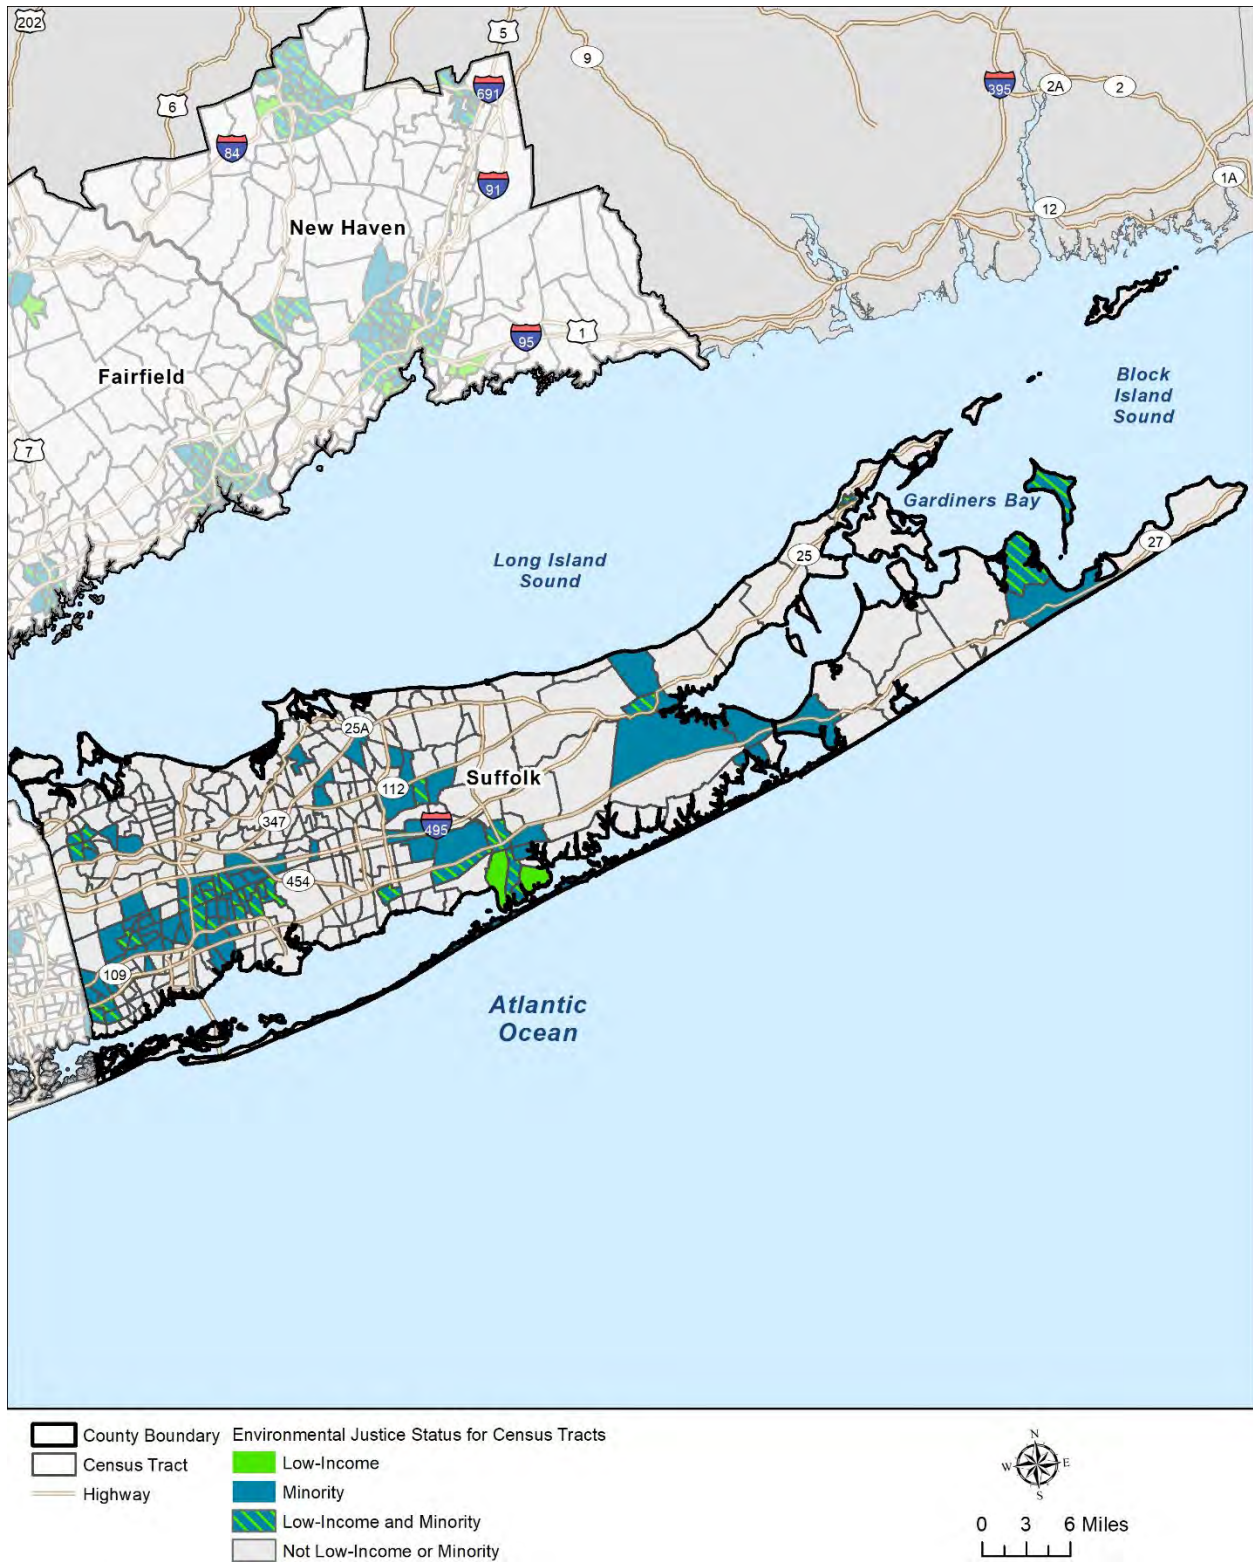 202
5
9
6
691
395
2A
2
84
91
1A
12
New Haven
95
1
Fairfield
Block
Island
Sound
7
Gardiners Bay
Long Island
Sound
25
27
25A
Suffolk
112
347
495
454
109
Atlantic
Ocean
County Boundary
Census Tract
Highway
Environmental Justice Status for Census Tracts
Low-Income
Minority
Low-Income and Minority
Not Low-Income or Minority
N
W E
S
0 3 6 Miles